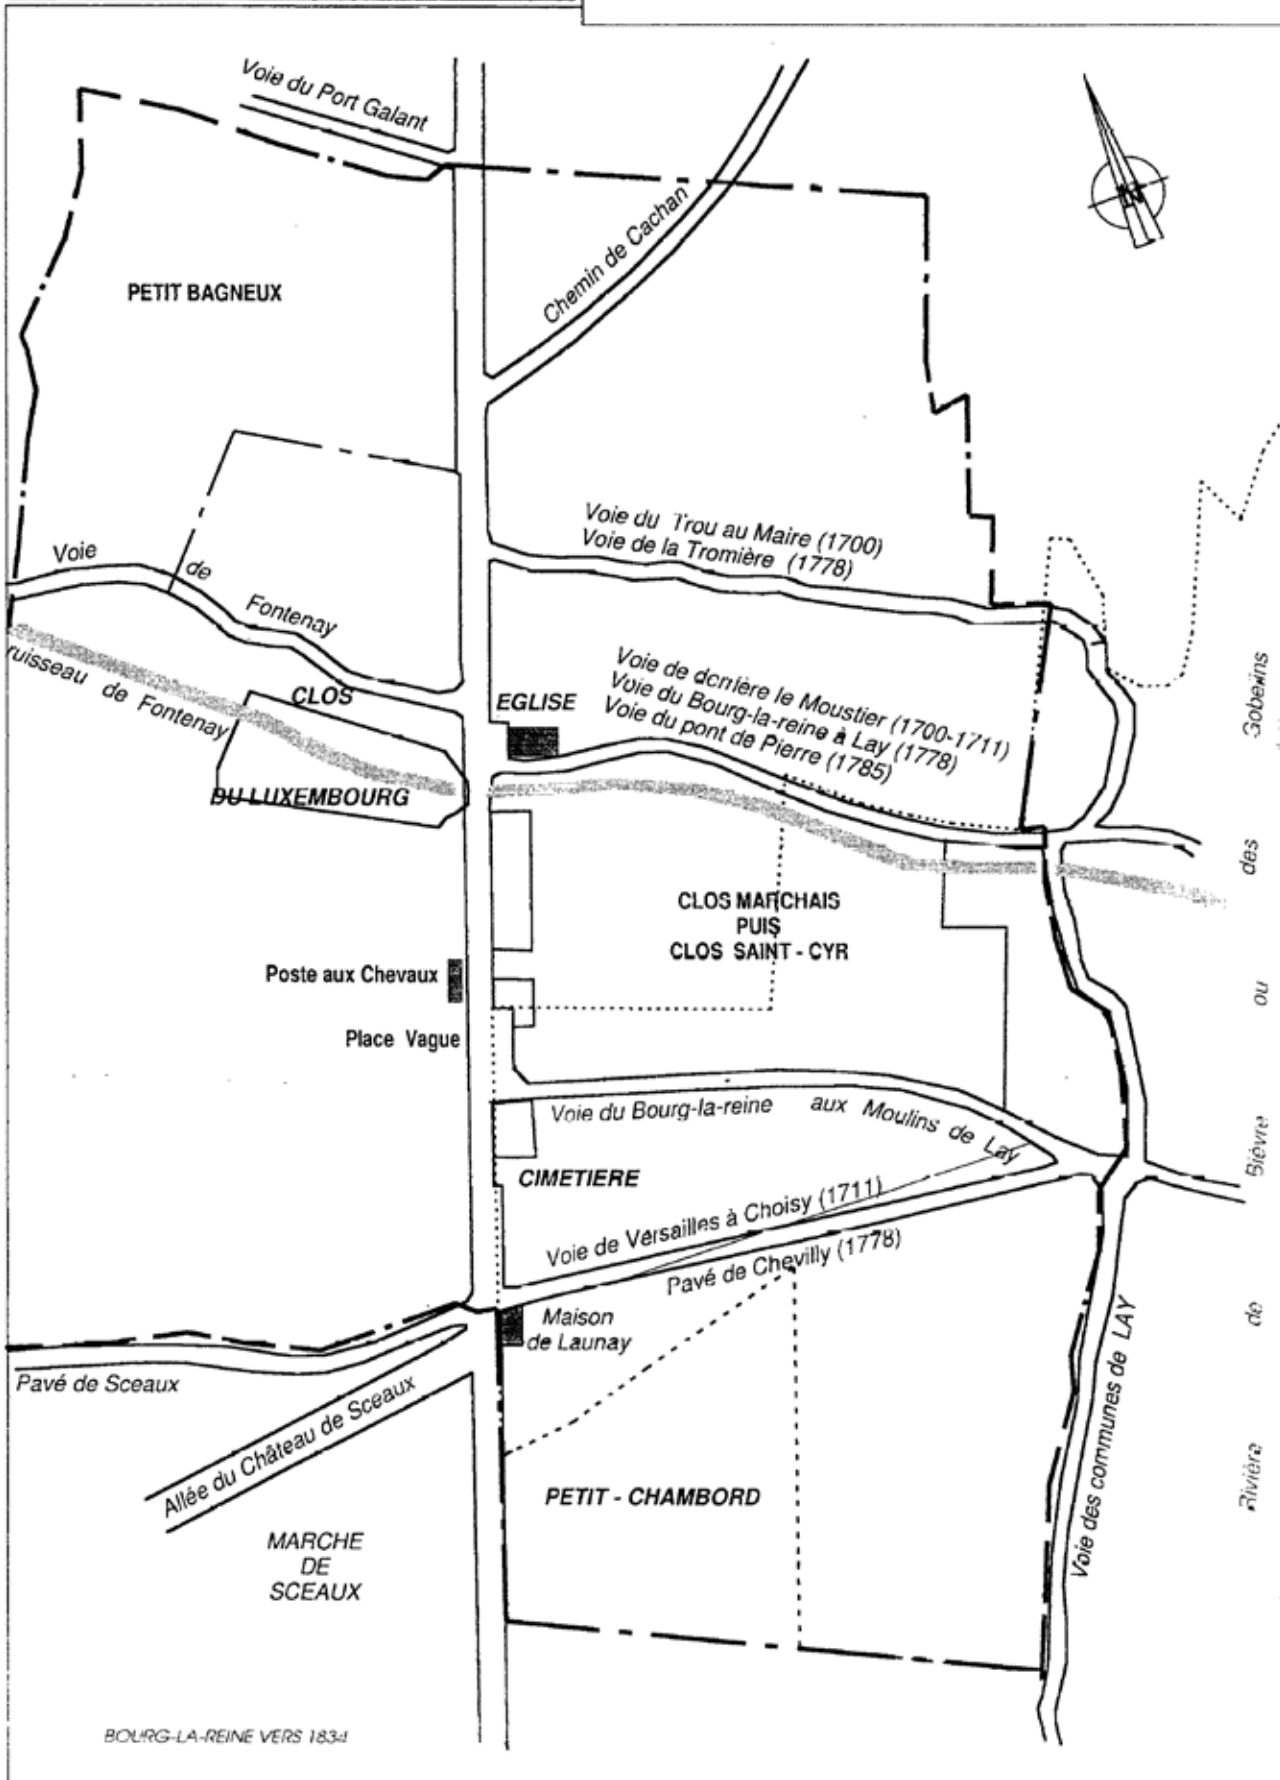 Voie du Port Galant
Chemin de Cachan
N
PETIT BAGNEUX
Voie du Trou au Maire (1700)
Voie de la Tromière (1778)
Voie de Fontenay
ruisseau de Fontenay
CLOS
DU LUXEMBOURG
EGLISE
Voie de derrière le Moustier (1700-1711)
Voie du Bourg-la-reine à Lay (1778)
Voie du pont de Pierre (1785)
CLOS MARCHAIS
PUIS
CLOS SAINT - CYR
Poste aux Chevaux
Place Vague
Voie du Bourg-la-reine aux Moulins de Lay
CIMETIERE
Voie de Versailles à Choisy (1711)
Pavé de Chevilly (1778)
Maison
de Launay
Pavé de Sceaux
Allée du Château de Sceaux
MARCHE
DE
SCEAUX
PETIT - CHAMBORD
Voie des communes de LAY
Rivière de Bièvre ou des Gobelins
BOURG-LA-REINE VERS 1834